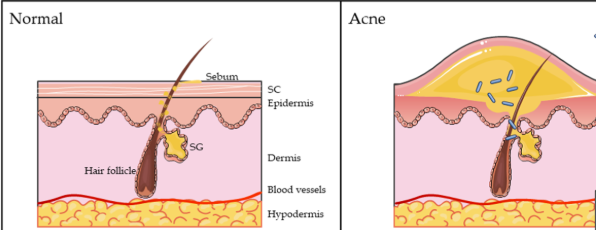 Normal
Acne
Sebum
SC
Epidermis
SG
Dermis
Hair follicle
Blood vessels
Hypodermis